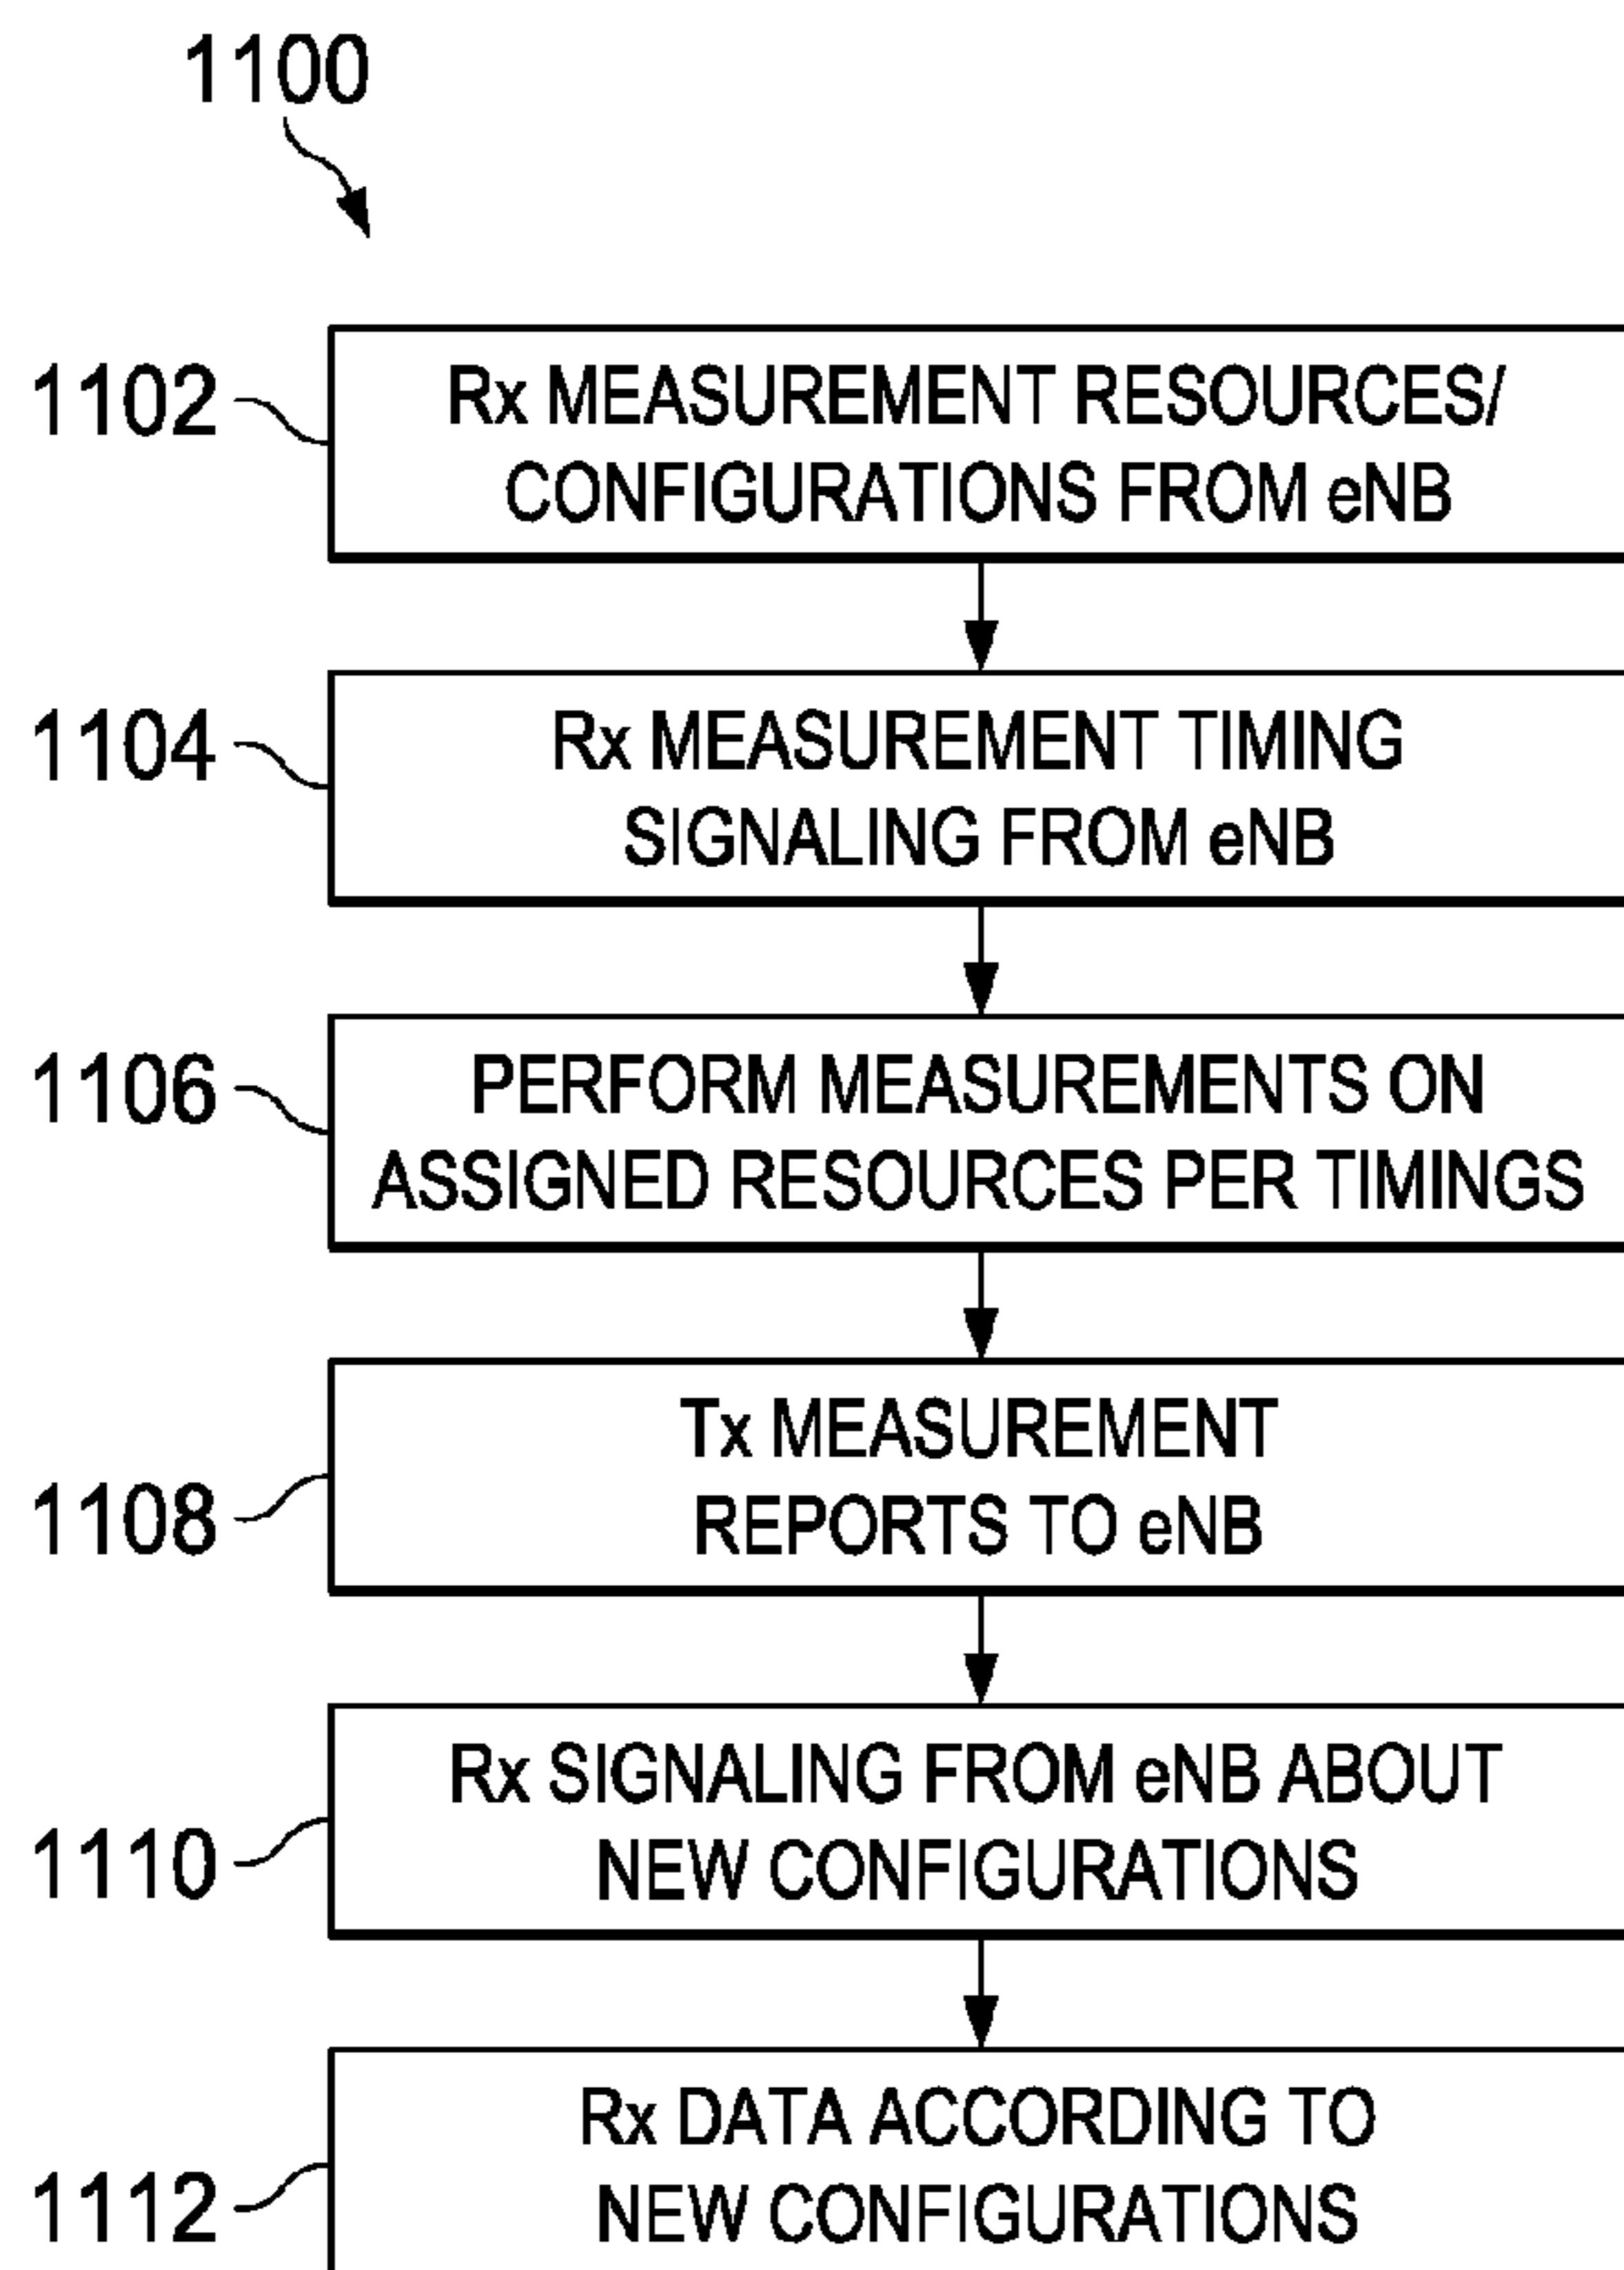 1100
1102
Rx MEASUREMENT RESOURCES/
CONFIGURATIONS FROM eNB
1104
Rx MEASUREMENT TIMING
SIGNALING FROM eNB
1106
PERFORM MEASUREMENTS ON
ASSIGNED RESOURCES PER TIMINGS
1108
Tx MEASUREMENT
REPORTS TO eNB
1110
Rx SIGNALING FROM eNB ABOUT
NEW CONFIGURATIONS
1112
Rx DATA ACCORDING TO
NEW CONFIGURATIONS